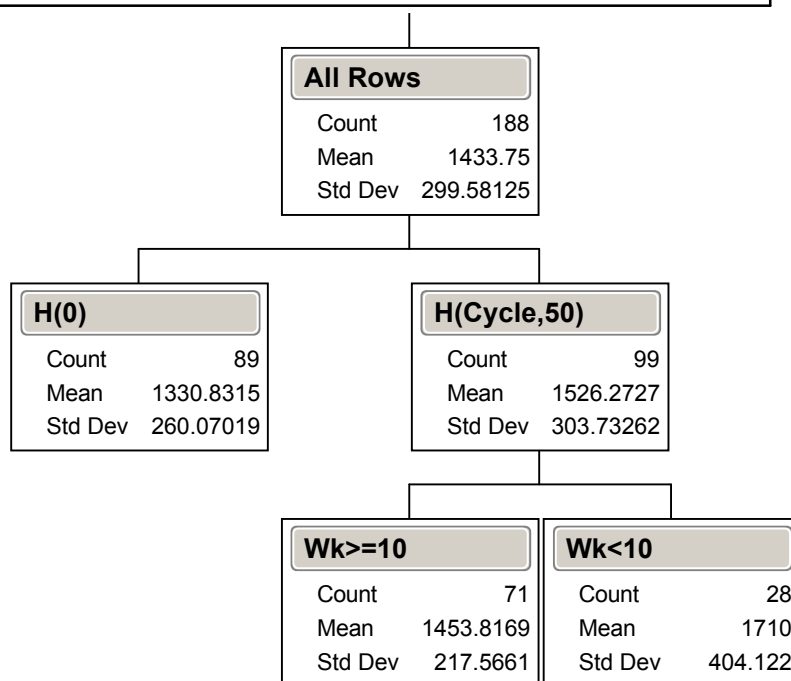 All Rows
Count 188
Mean 1433.75
Std Dev 299.58125
H(0)
Count 89
Mean 1330.8315
Std Dev 260.07019
H(Cycle,50)
Count 99
Mean 1526.2727
Std Dev 303.73262
Wk>=10
Count 71
Mean 1453.8169
Std Dev 217.5661
Wk<10
Count 28
Mean 1710
Std Dev 404.122